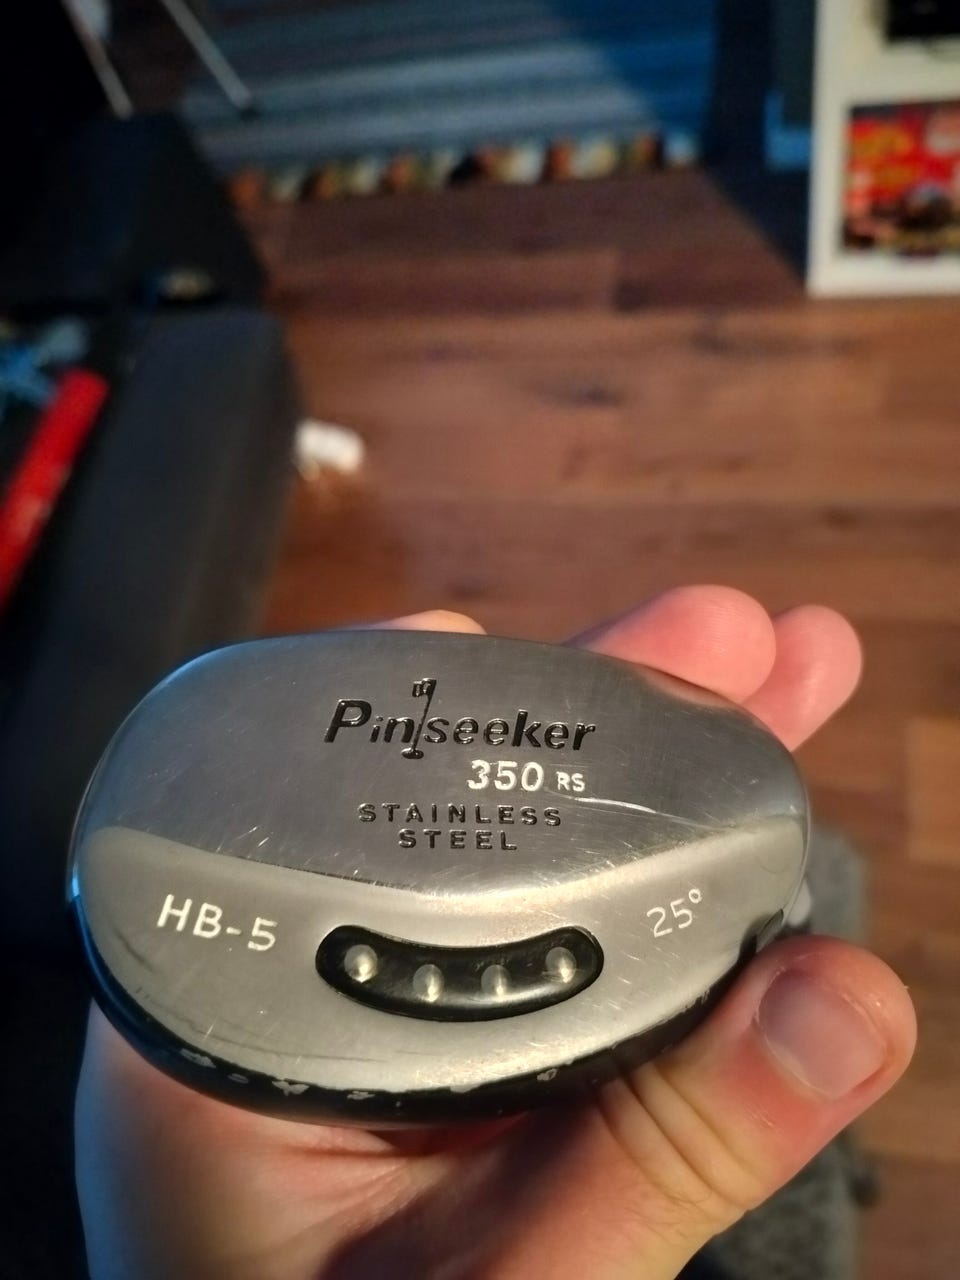 Pinseeker
350 RS
STAINLESS
STEEL
HB-5
25°